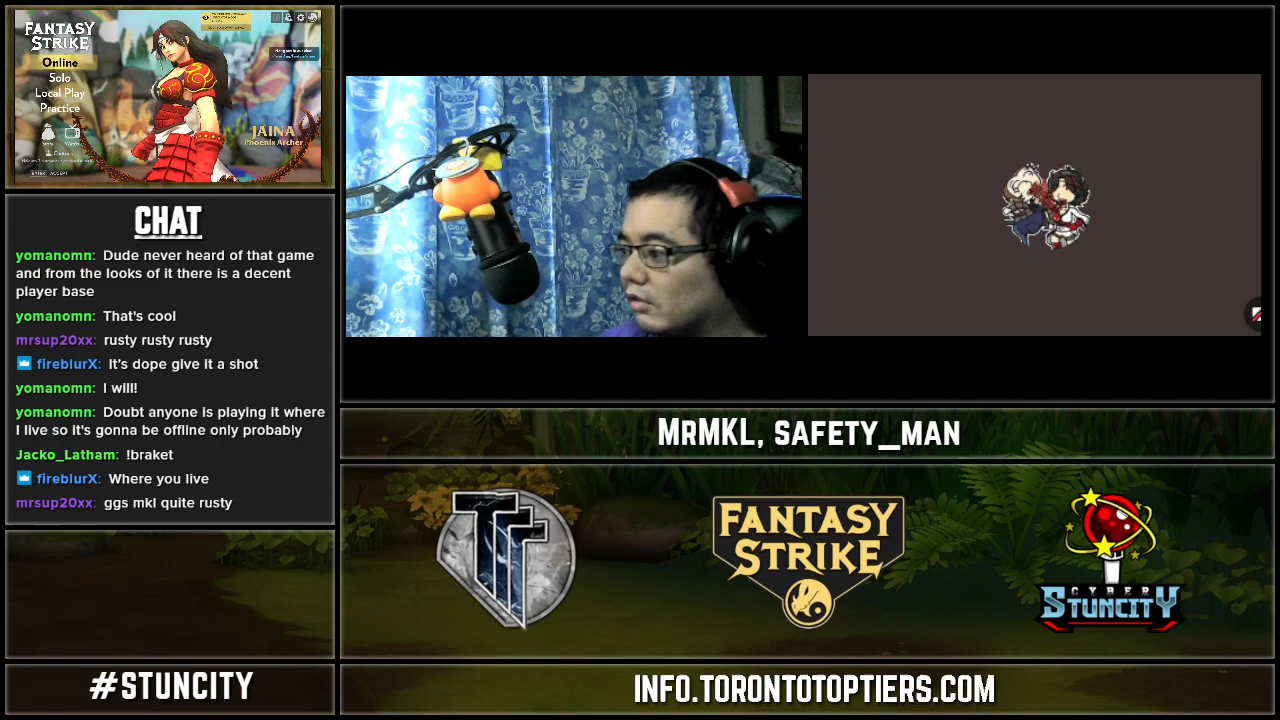 FANTASY
STRIKE
Online
Solo
Local Play
Practice
JAINA
Phoenix Archer
CHAT
yomanomn: Dude never heard of that game
and from the looks of it there is a decent
player base
yomanomn: That's cool
mrsup20xx: rusty rusty rusty
fireblurX: It's dope give it a shot
yomanomn: I will!
yomanomn: Doubt anyone is playing it where
I live so it's gonna be offline only probably
Jacko_Latham: !braket
fireblurX: Where you live
mrsup20xx: ggs mkl quite rusty
#STUNCITY
MRMKL, SAFETY_MAN
FANTASY
STRIKE
CYBER
STUNCITY
INFO.TORONTOTOPTIERS.COM